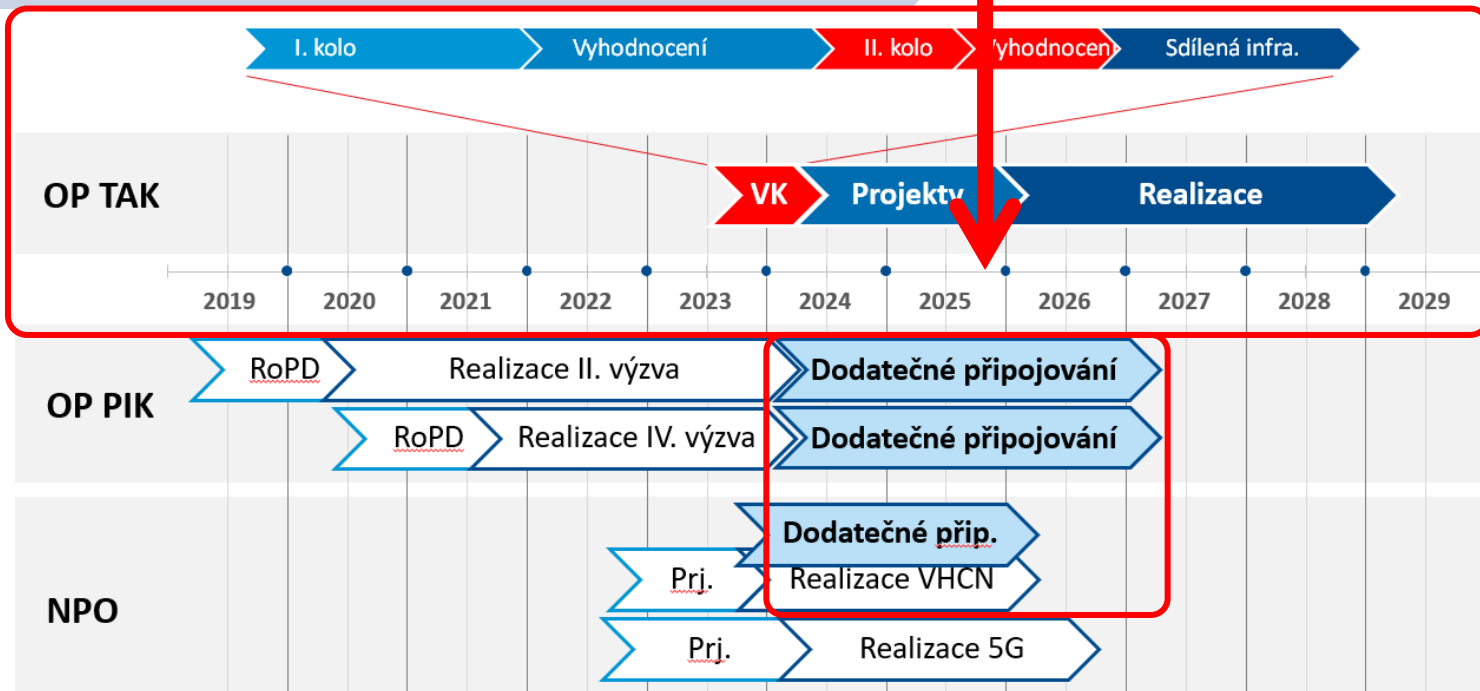 I. kolo Vyhodnocení II. kolo yhodnocen Sdílená infra.
OP TAK VK Projekty Realizace
2019 2020 2021 2022 2023 2024 2025 2026 2027 2028 2029
RoPD Realizace II. výzva Dodatečné připojování
OP PIK
RoPD Realizace IV. výzva Dodatečné připojování
Dodatečné přip.
Prj. Realizace VHCN
NPO
Prj. Realizace 5G